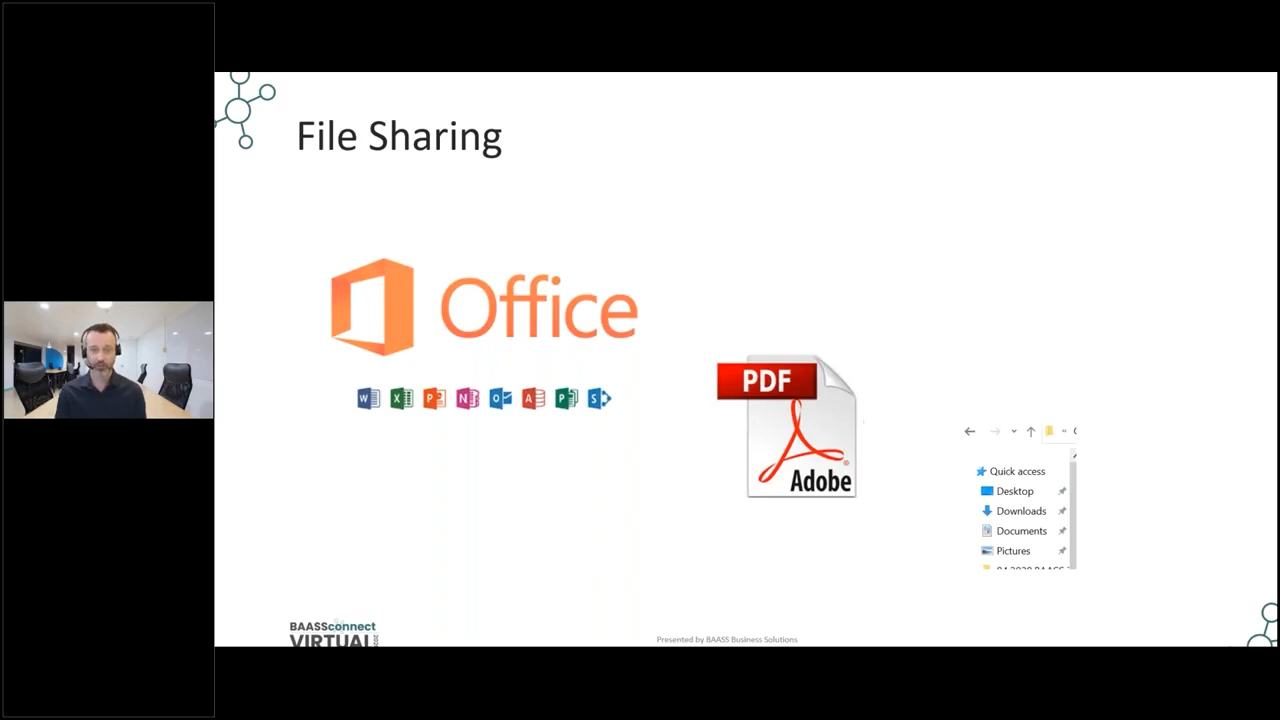 File Sharing
Office
PDF
Adobe
Quick access
Desktop
Downloads
Documents
Pictures
BAASSconnect
VIRTUAL
Presented by BAASS Business Solutions